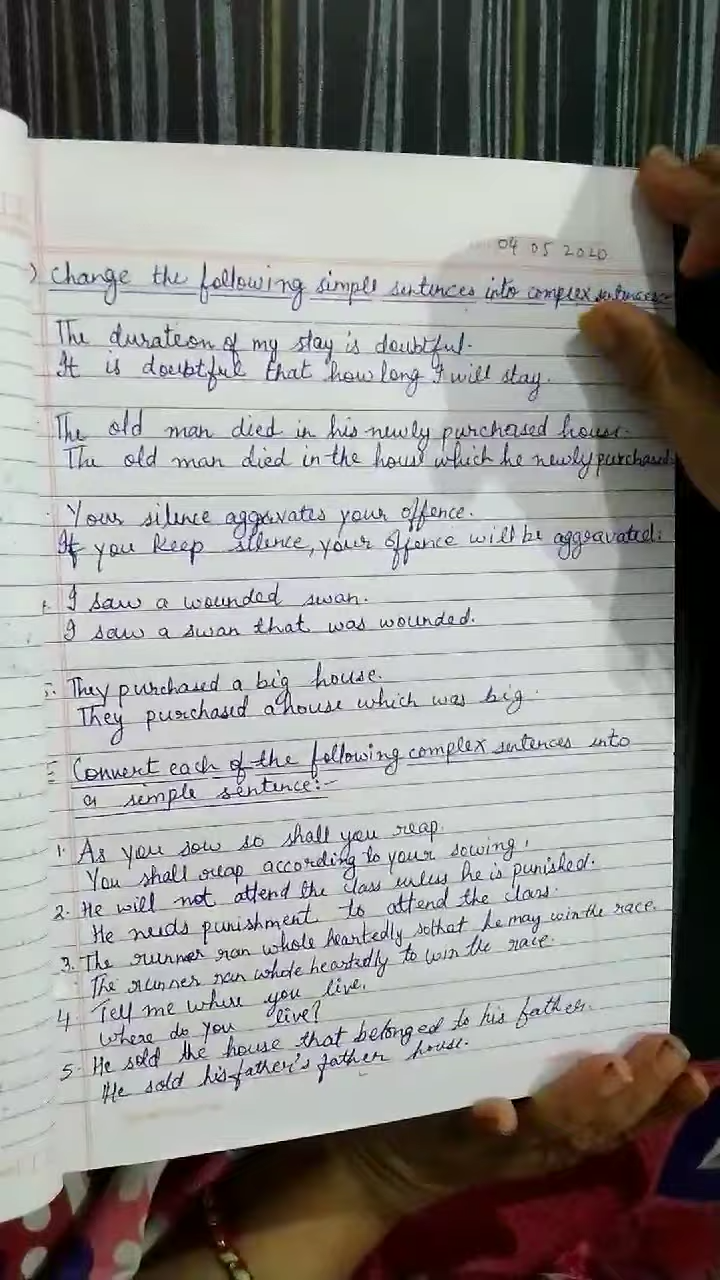 04 05 2020
) Change the following simple sentences into complex sentences:-
The durateon of my stay is doubtful.
It is doubtful that how long I will stay.
The old man died in his newly purchased house.
The old man died in the house which he newly purchased
Your silence aggravates your offence.
If you keep silence, your offence will be aggravated.
I saw a wounded swan.
I saw a swan that was wounded.
5. They purchased a big house.
They purchased a house which was big.
Convert each of the following complex sentences into
a simple sentence:-
1. As you sow so shall you reap.
You shall reap according to your sowing.
2. He will not attend the class unless he is punished.
He needs punishment to attend the class.
3. The runner ran whole heartedly so that he may win the race.
The runner ran whole heartedly to win the race.
4. Tell me where you live.
Where do you live?
5. He sold the house that belonged to his father.
He sold his father's father house.